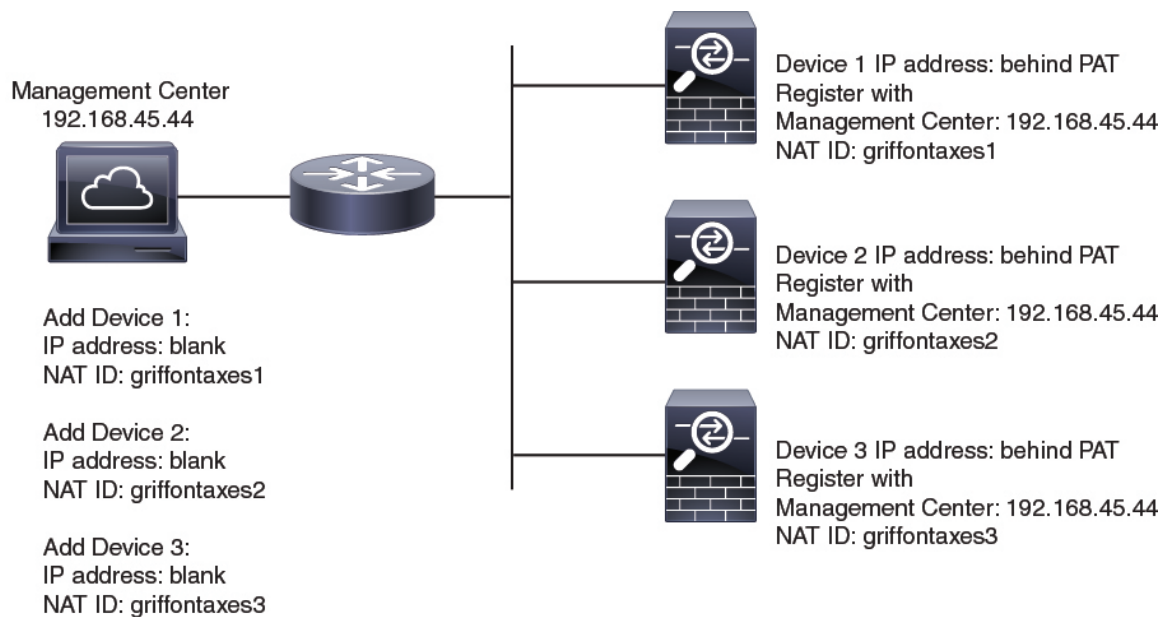 Management Center
192.168.45.44
Add Device 1:
IP address: blank
NAT ID: griffontaxes1
Add Device 2:
IP address: blank
NAT ID: griffontaxes2
Add Device 3:
IP address: blank
NAT ID: griffontaxes3
Device 1 IP address: behind PAT
Register with
Management Center: 192.168.45.44
NAT ID: griffontaxes1
Device 2 IP address: behind PAT
Register with
Management Center: 192.168.45.44
NAT ID: griffontaxes2
Device 3 IP address: behind PAT
Register with
Management Center: 192.168.45.44
NAT ID: griffontaxes3